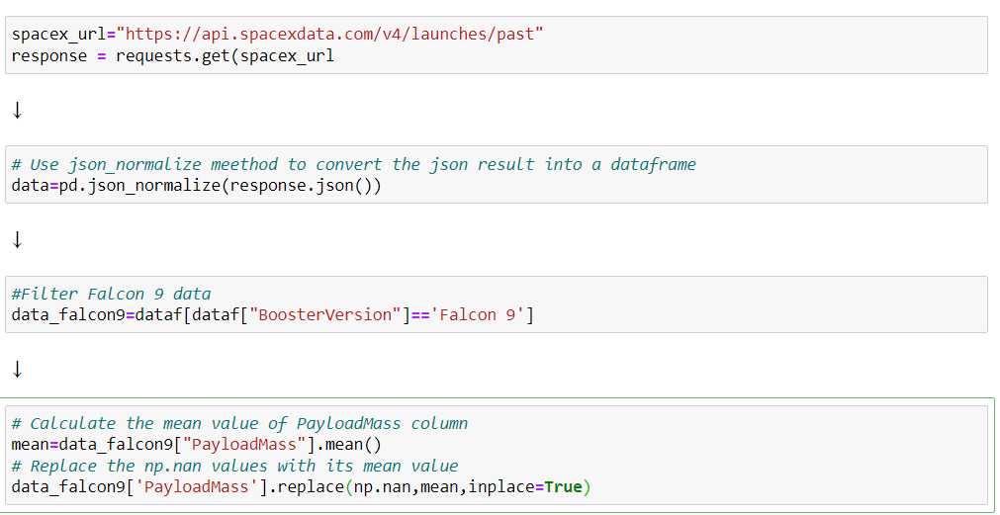 spacex_url="https://api.spacexdata.com/v4/launches/past"
response = requests.get(spacex_url
↓
# Use json_normalize meethod to convert the json result into a dataframe
data=pd.json_normalize(response.json())
↓
#Filter Falcon 9 data
data_falcon9=dataf[dataf["BoosterVersion"]=='Falcon 9']
↓
# Calculate the mean value of PayloadMass column
mean=data_falcon9["PayloadMass"].mean()
# Replace the np.nan values with its mean value
data_falcon9['PayloadMass'].replace(np.nan,mean,inplace=True)